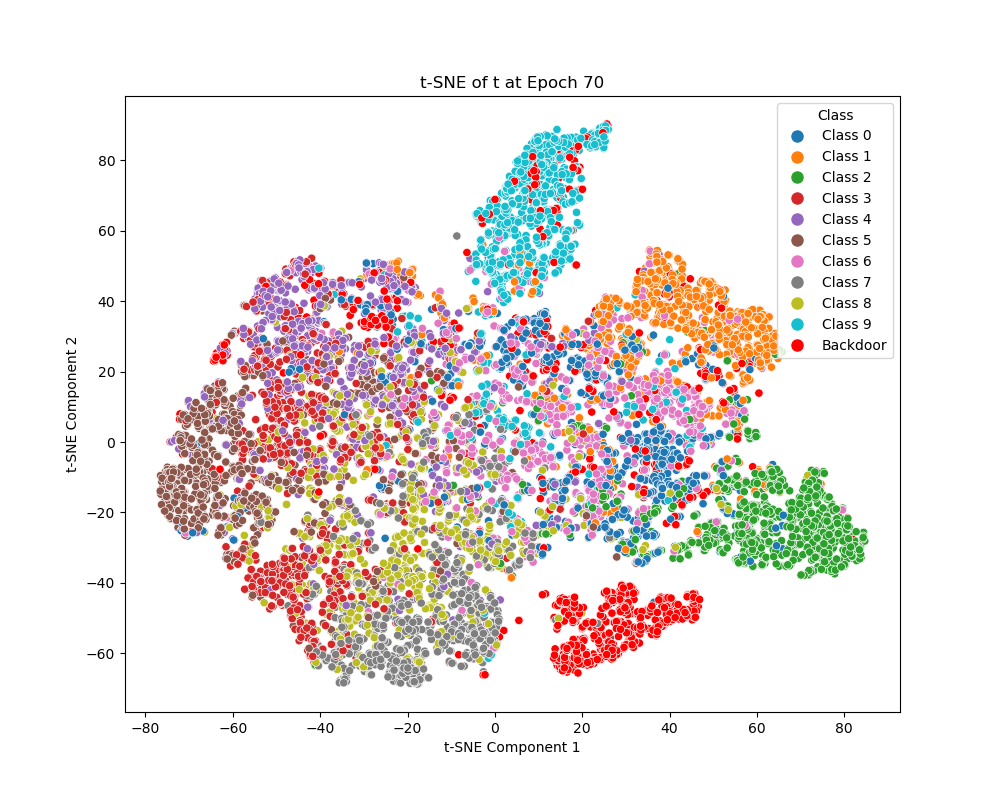 t-SNE of t at Epoch 70
Class
Class 0
Class 1
Class 2
Class 3
Class 4
Class 5
Class 6
Class 7
Class 8
Class 9
Backdoor
80
60
40
20
0
−20
−40
−60
t-SNE Component 2
−80 −60 −40 −20 0 20 40 60 80
t-SNE Component 1